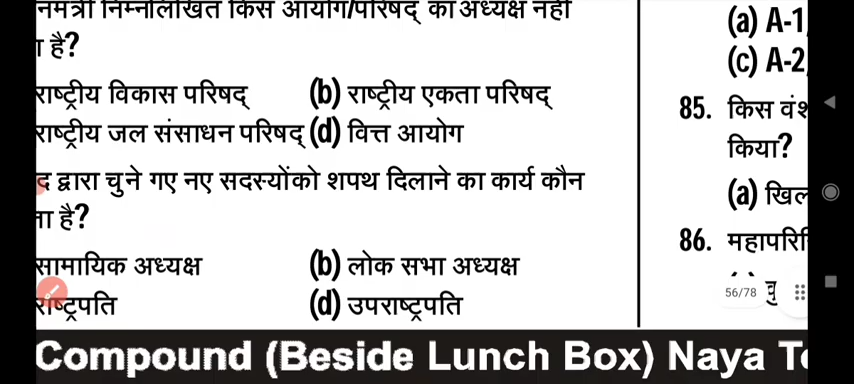 नमंत्री निम्नलिखित किस आयोग/परिषद् का अध्यक्ष नहीं
है?
राष्ट्रीय विकास परिषद् (b) राष्ट्रीय एकता परिषद्
राष्ट्रीय जल संसाधन परिषद् (d) वित्त आयोग
द द्वारा चुने गए नए सदस्योंको शपथ दिलाने का कार्य कौन
है?
सामायिक अध्यक्ष (b) लोक सभा अध्यक्ष
राष्ट्रपति (d) उपराष्ट्रपति
(a) A-1
(c) A-2
85. किस वंश
किया?
(a) खिल
86. महापरि
56/78
Compound (Beside Lunch Box) Naya